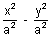 x²/a² - y²/a²